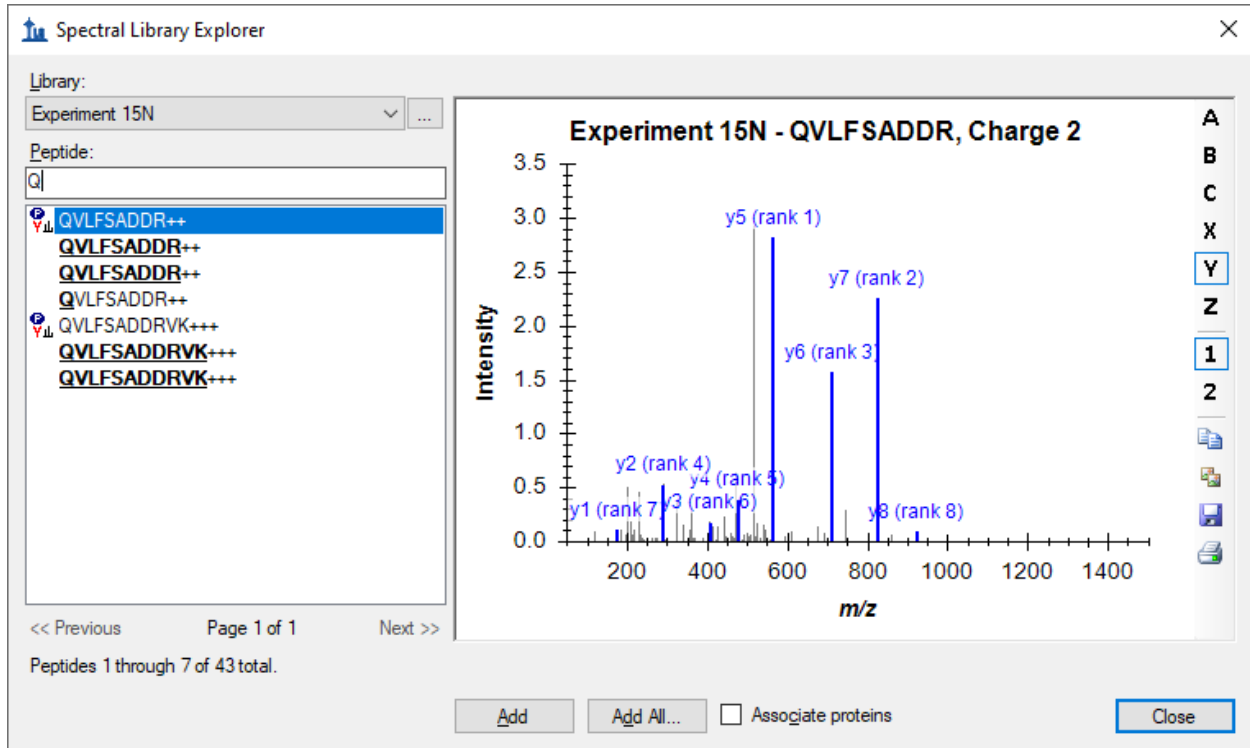 Spectral Library Explorer
Library:
Experiment 15N
...
Peptide:
Q
QVLFSADDR++
QVLFSADDR++
QVLFSADDR++
QVLFSADDR++
QVLFSADDRVK+++
QVLFSADDRVK+++
QVLFSADDRVK+++
<< Previous Page 1 of 1 Next >>
Peptides 1 through 7 of 43 total.
Experiment 15N - QVLFSADDR, Charge 2
Intensity
3.5
3.0
2.5
2.0
1.5
1.0
0.5
0.0
y5 (rank 1)
y7 (rank 2)
y6 (rank 3)
y2 (rank 4)
y4 (rank 5)
y3 (rank 6)
y1 (rank 7)
y8 (rank 8)
200 400 600 800 1000 1200 1400
m/z
A
B
C
X
Y
Z
1
2
Add Add All... Associate proteins Close